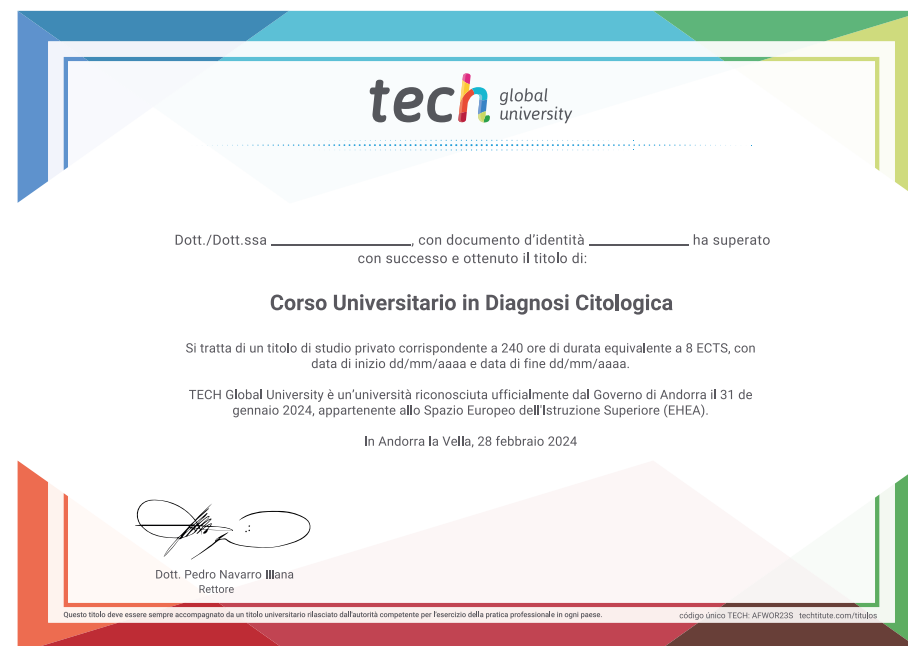 tech global university
Dott./Dott.ssa ____________________, con documento d'identità ______________ ha superato
con successo e ottenuto il titolo di:
Corso Universitario in Diagnosi Citologica
Si tratta di un titolo di studio privato corrispondente a 240 ore di durata equivalente a 8 ECTS, con
data di inizio dd/mm/aaaa e data di fine dd/mm/aaaa.
TECH Global University è un'università riconosciuta ufficialmente dal Governo di Andorra il 31 de
gennaio 2024, appartenente allo Spazio Europeo dell'Istruzione Superiore (EHEA).
In Andorra la Vella, 28 febbraio 2024
Dott. Pedro Navarro Illana
Rettore
Questo titolo deve essere sempre accompagnato da un titolo universitario rilasciato dall'autorità competente per l'esercizio della pratica professionale in ogni paese.
código único TECH: AFWOR23S techtitute.com/titulos